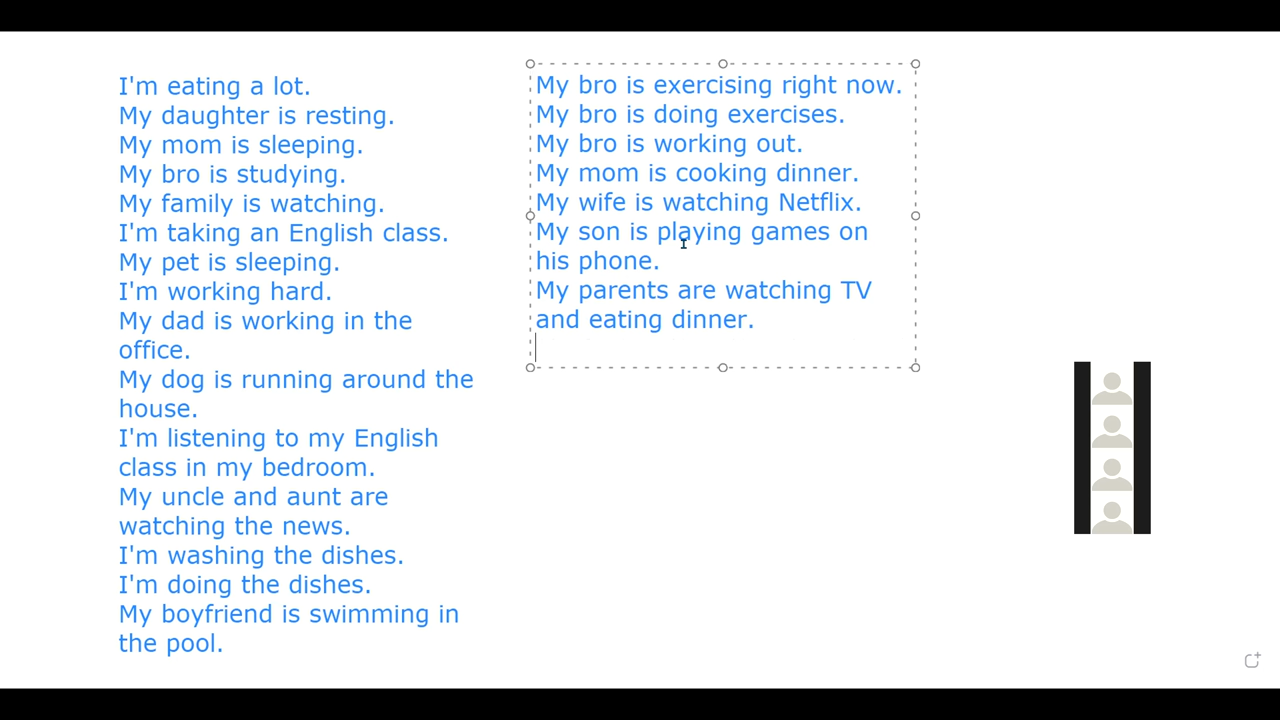 I'm eating a lot.
My daughter is resting.
My mom is sleeping.
My bro is studying.
My family is watching.
I'm taking an English class.
My pet is sleeping.
I'm working hard.
My dad is working in the
office.
My dog is running around the
house.
I'm listening to my English
class in my bedroom.
My uncle and aunt are
watching the news.
I'm washing the dishes.
I'm doing the dishes.
My boyfriend is swimming in
the pool.
My bro is exercising right now.
My bro is doing exercises.
My bro is working out.
My mom is cooking dinner.
My wife is watching Netflix.
My son is playing games on
his phone.
My parents are watching TV
and eating dinner.